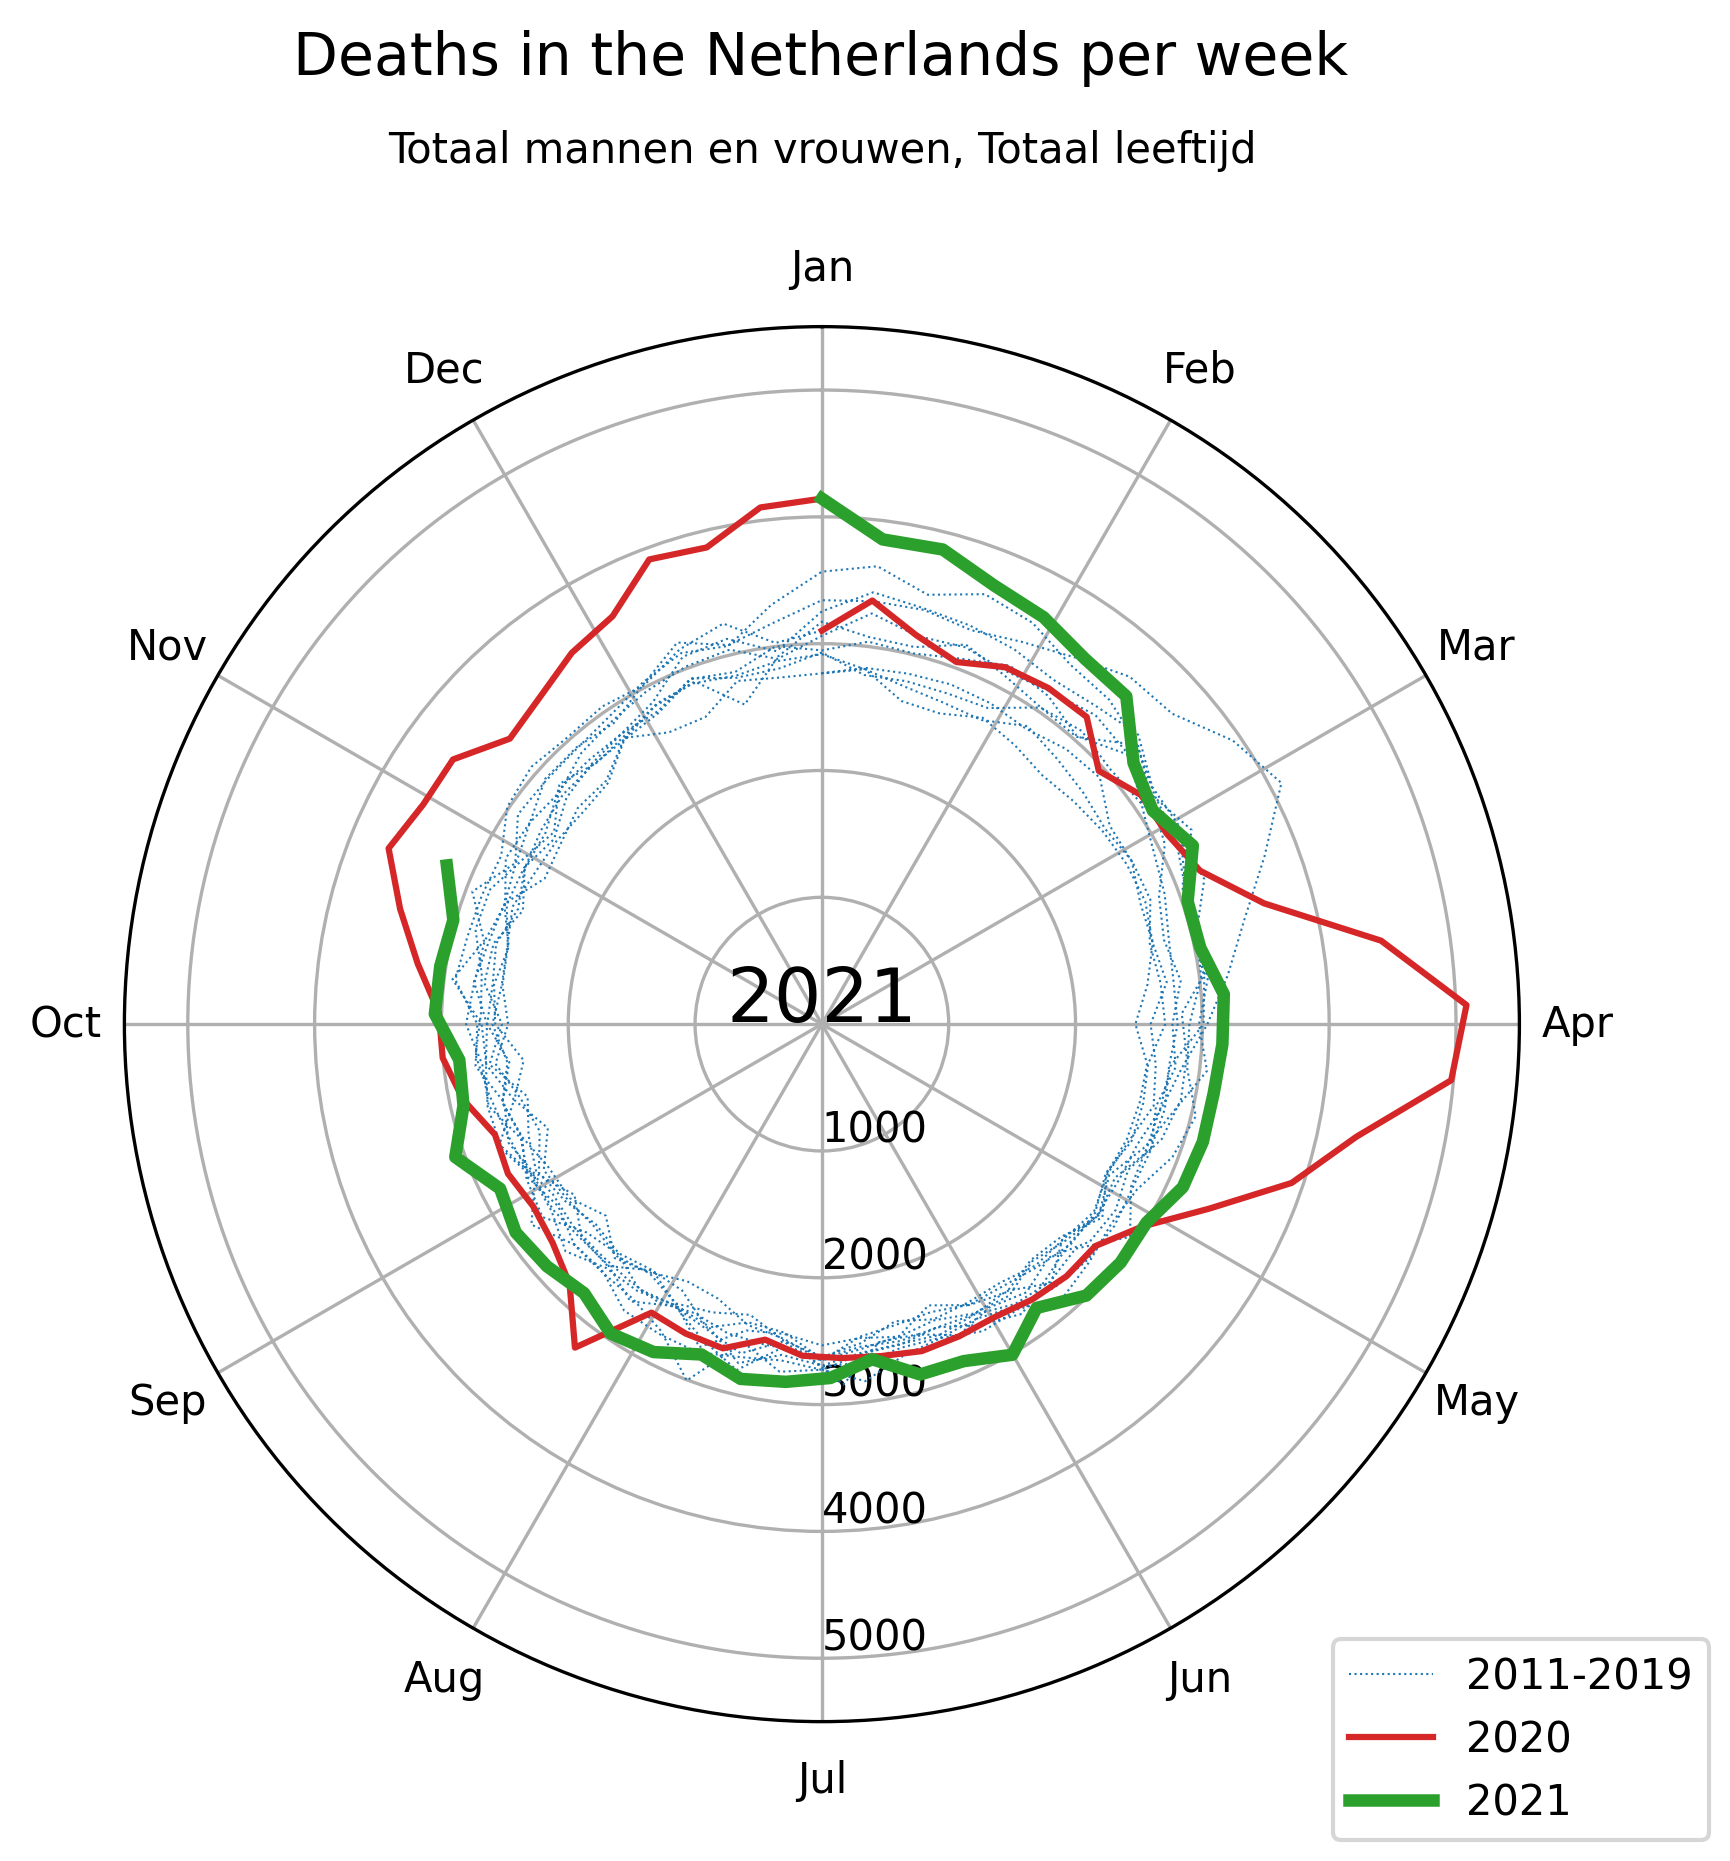 Deaths in the Netherlands per week
Totaal mannen en vrouwen, Totaal leeftijd
Jan
Dec
Feb
Nov
Mar
2021
Oct
Apr
1000
2000
3000
Sep
May
4000
5000
Aug
Jun
Jul
2011-2019
2020
2021